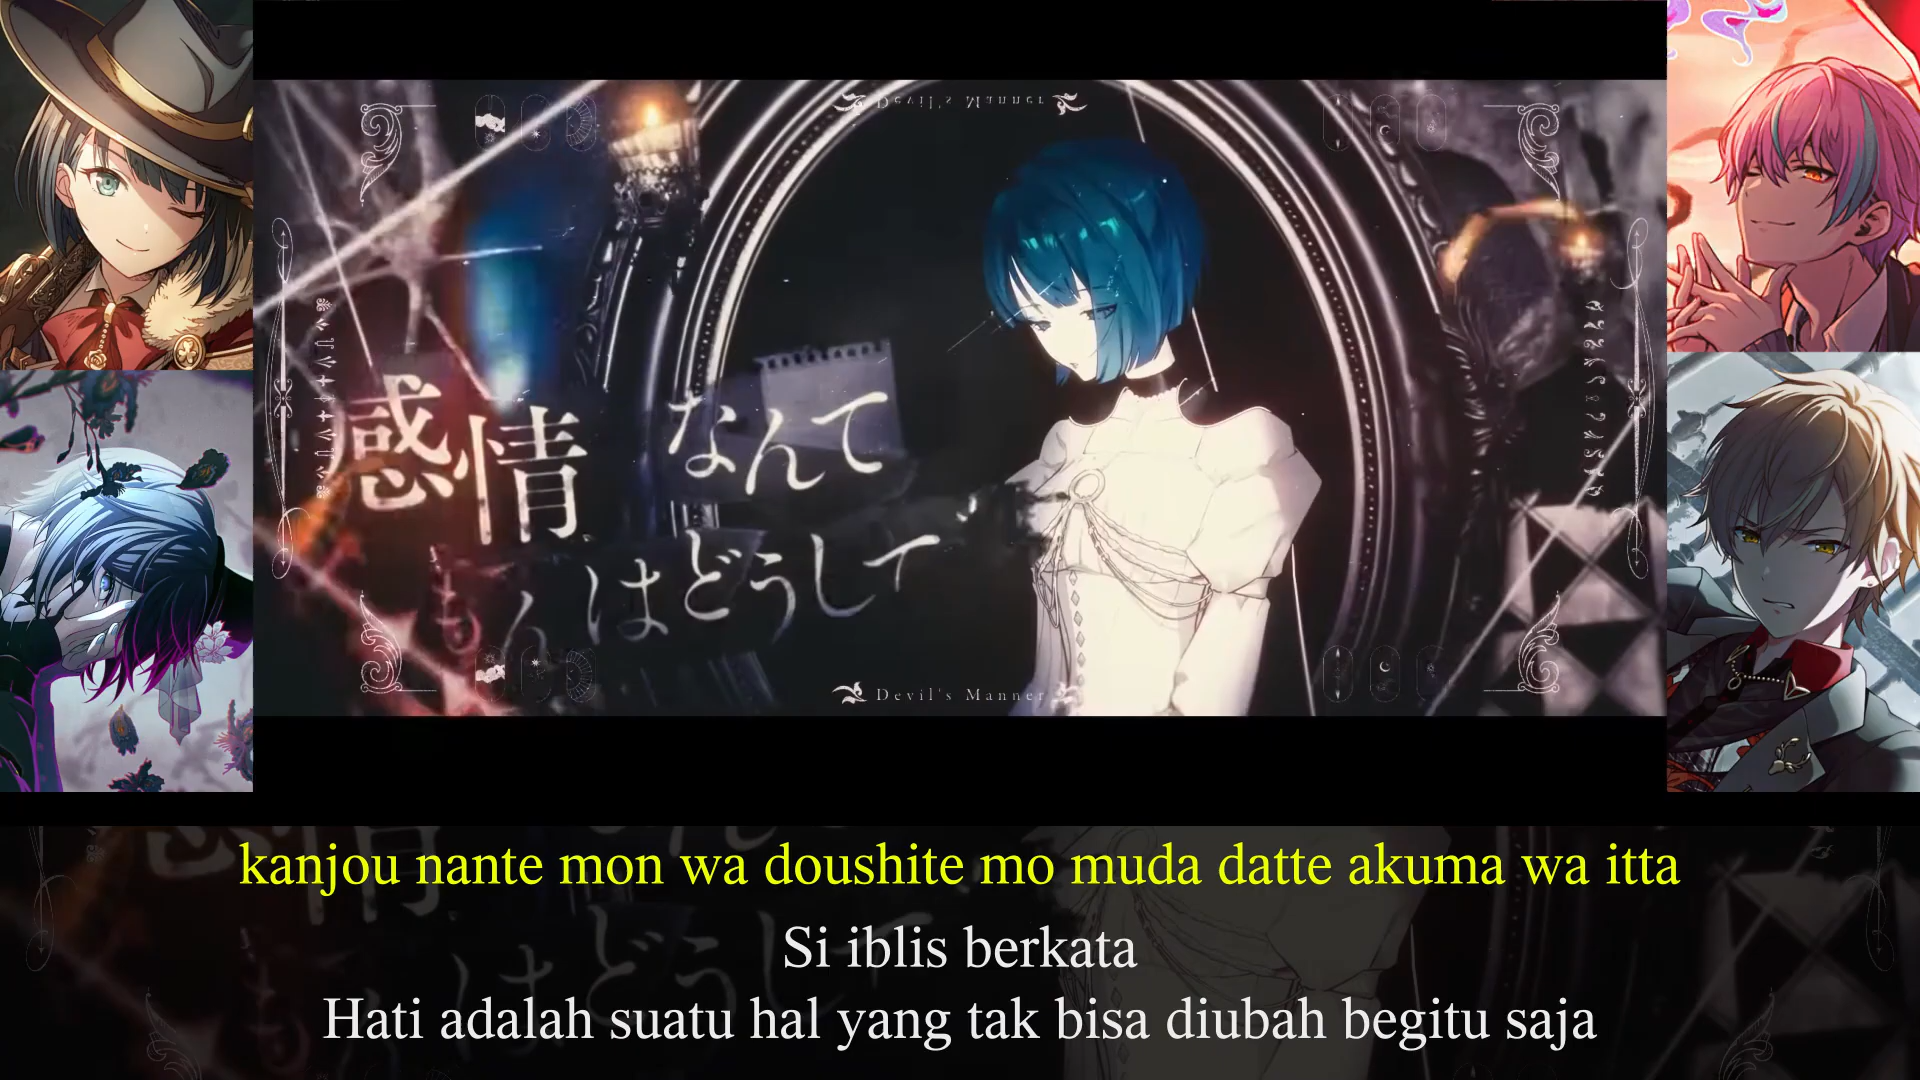 Devil's Manner
感情 なんて
もんはどうして
Devil's Manner
kanjou nante mon wa doushite mo muda datte akuma wa itta
Si iblis berkata
Hati adalah suatu hal yang tak bisa diubah begitu saja